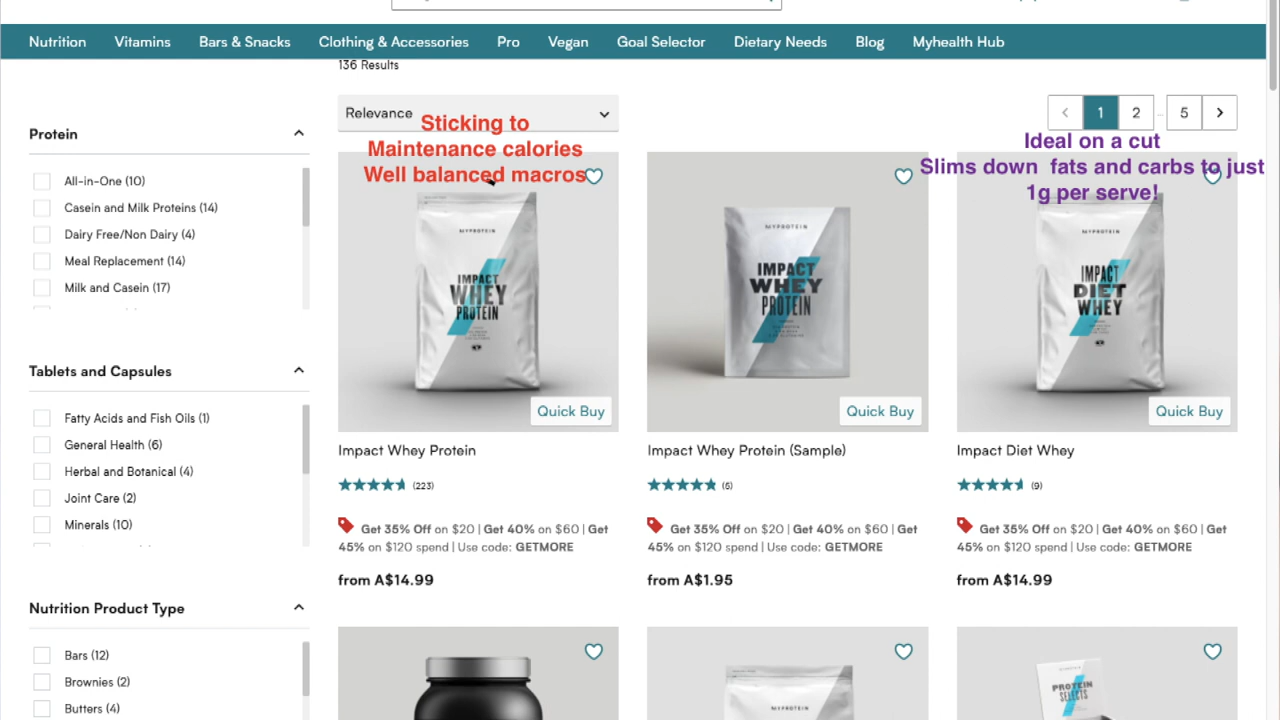 Nutrition Vitamins Bars & Snacks Clothing & Accessories Pro Vegan Goal Selector Dietary Needs Blog Myhealth Hub
136 Results
Relevance
1 2 5
Sticking to
Maintenance calories
Well balanced macros
Ideal on a cut
Slims down fats and carbs to just
1g per serve!
Protein
All-in-One (10)
Casein and Milk Proteins (14)
Dairy Free/Non Dairy (4)
Meal Replacement (14)
Milk and Casein (17)
Tablets and Capsules
Fatty Acids and Fish Oils (1)
General Health (6)
Herbal and Botanical (4)
Joint Care (2)
Minerals (10)
Nutrition Product Type
Bars (12)
Brownies (2)
Butters (4)
MYPROTEIN
IMPACT
WHEY
PROTEIN
Quick Buy
Impact Whey Protein
(223)
Get 35% Off on $20 | Get 40% on $60 | Get
45% on $120 spend | Use code: GETMORE
from A$14.99
MYPROTEIN
IMPACT
WHEY
PROTEIN
Quick Buy
Impact Whey Protein (Sample)
(6)
Get 35% Off on $20 | Get 40% on $60 | Get
45% on $120 spend | Use code: GETMORE
from A$1.95
MYPROTEIN
IMPACT
DIET
WHEY
Quick Buy
Impact Diet Whey
(9)
Get 35% Off on $20 | Get 40% on $60 | Get
45% on $120 spend | Use code: GETMORE
from A$14.99
MYPROTEIN
PROTEIN
SELECTS